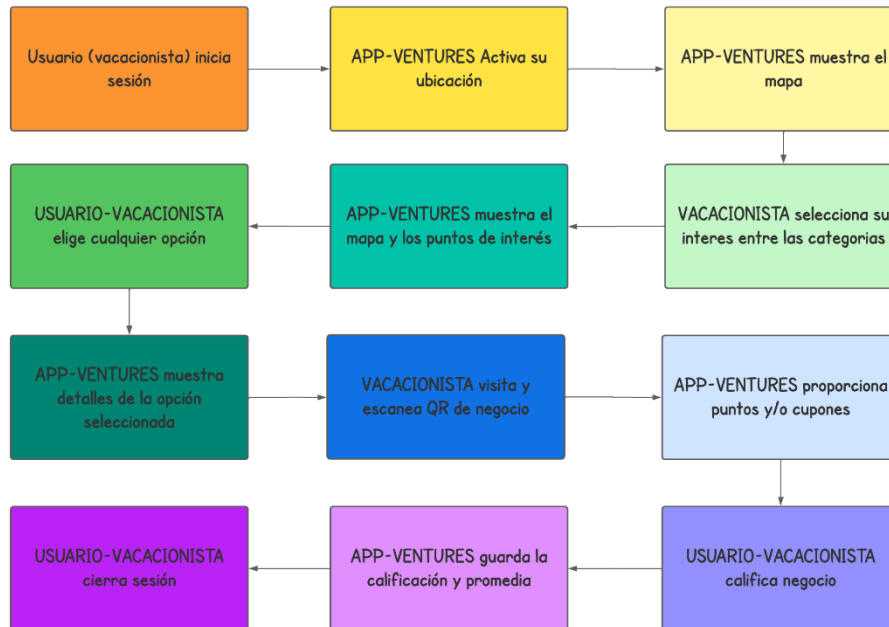 Usuario (vacacionista) inicia
sesión
APP-VENTURES Activa su
ubicación
APP-VENTURES muestra el
mapa
VACACIONISTA selecciona su
interes entre las categorias
APP-VENTURES muestra el
mapa y los puntos de interés
USUARIO-VACACIONISTA
elige cualquier opción
APP-VENTURES muestra
detalles de la opción
seleccionada
VACACIONISTA visita y
escanea QR de negocio
APP-VENTURES proporciona
puntos y/o cupones
USUARIO-VACACIONISTA
califica negocio
APP-VENTURES guarda la
calificación y promedia
USUARIO-VACACIONISTA
cierra sesión